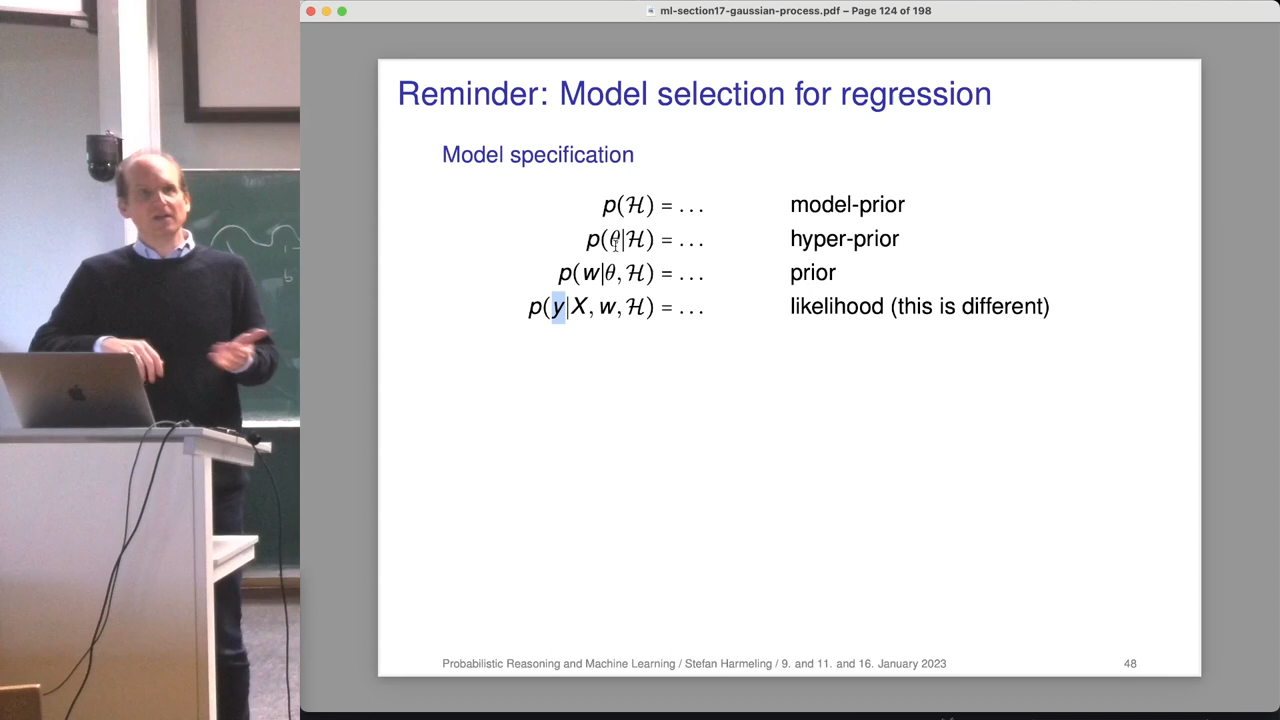 ml-section17-gaussian-process.pdf – Page 124 of 198
Reminder: Model selection for regression
Model specification
p(ℋ) = . . . model-prior
p(θ|ℋ) = . . . hyper-prior
p(w|θ, ℋ) = . . . prior
p(y|X, w, ℋ) = . . . likelihood (this is different)
Probabilistic Reasoning and Machine Learning / Stefan Harmeling / 9. and 11. and 16. January 2023 48